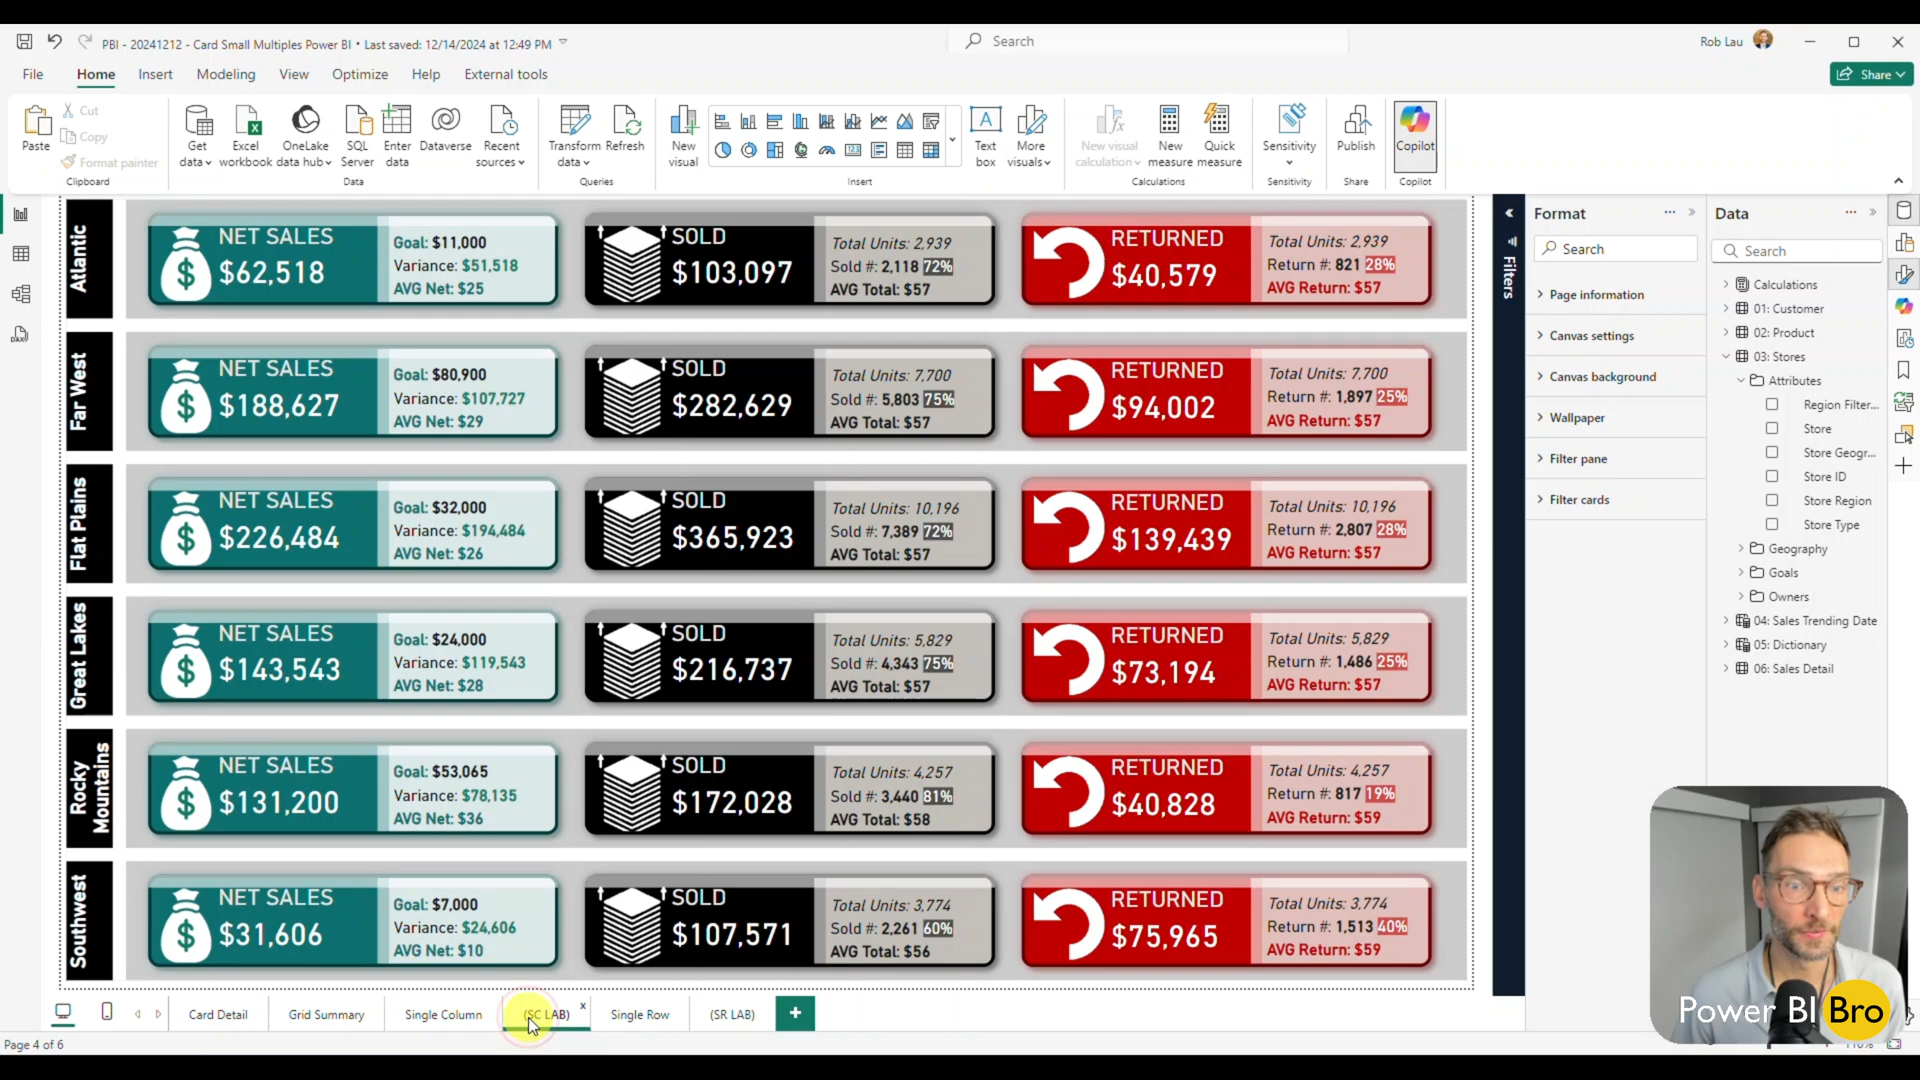 PBI - 20241212 - Card Small Multiples Power BI • Last saved: 12/14/2024 at 12:49 PM
Search
Rob Lau
File Home Insert Modeling View Optimize Help External tools
Share
Paste
Cut
Copy
Format painter
Clipboard
Get data
Excel workbook
OneLake data hub
SQL Server
Enter data
Dataverse
Recent sources
Data
Transform data
Refresh
Queries
New visual
Text box
More visuals
Insert
New visual calculation
New measure
Quick measure
Calculations
Sensitivity
Sensitivity
Publish
Share
Copilot
Copilot
Atlantic
NET SALES
$62,518
Goal: $11,000
Variance: $51,518
AVG Net: $25
SOLD
$103,097
Total Units: 2,939
Sold #: 2,118 72%
AVG Total: $57
RETURNED
$40,579
Total Units: 2,939
Return #: 821 28%
AVG Return: $57
Far West
NET SALES
$188,627
Goal: $80,900
Variance: $107,727
AVG Net: $29
SOLD
$282,629
Total Units: 7,700
Sold #: 5,803 75%
AVG Total: $57
RETURNED
$94,002
Total Units: 7,700
Return #: 1,897 25%
AVG Return: $57
Flat Plains
NET SALES
$226,484
Goal: $32,000
Variance: $194,484
AVG Net: $26
SOLD
$365,923
Total Units: 10,196
Sold #: 7,389 72%
AVG Total: $57
RETURNED
$139,439
Total Units: 10,196
Return #: 2,807 28%
AVG Return: $57
Great Lakes
NET SALES
$143,543
Goal: $24,000
Variance: $119,543
AVG Net: $28
SOLD
$216,737
Total Units: 5,829
Sold #: 4,343 75%
AVG Total: $57
RETURNED
$73,194
Total Units: 5,829
Return #: 1,486 25%
AVG Return: $57
Rocky
Mountains
NET SALES
$131,200
Goal: $53,065
Variance: $78,135
AVG Net: $36
SOLD
$172,028
Total Units: 4,257
Sold #: 3,440 81%
AVG Total: $58
RETURNED
$40,828
Total Units: 4,257
Return #: 817 19%
AVG Return: $59
Southwest
NET SALES
$31,606
Goal: $7,000
Variance: $24,606
AVG Net: $10
SOLD
$107,571
Total Units: 3,774
Sold #: 2,261 60%
AVG Total: $56
RETURNED
$75,965
Total Units: 3,774
Return #: 1,513 40%
AVG Return: $59
Filters
Format
Search
Page information
Canvas settings
Canvas background
Wallpaper
Filter pane
Filter cards
Data
Search
Calculations
01: Customer
02: Product
03: Stores
Attributes
Region Filter...
Store
Store Geogr...
Store ID
Store Region
Store Type
Geography
Goals
Owners
04: Sales Trending Date
05: Dictionary
06: Sales Detail
Card Detail Grid Summary Single Column (SC LAB) x Single Row (SR LAB) +
Page 4 of 6
Power BI Bro